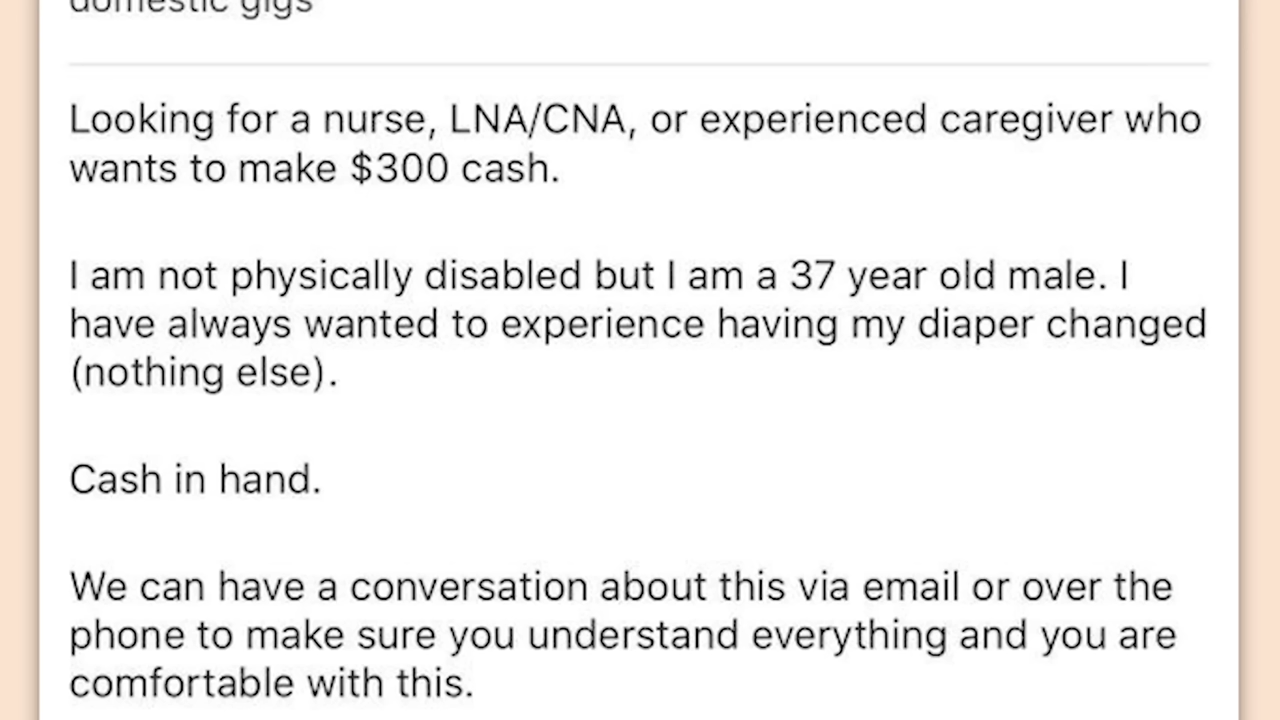 domestic gigs
Looking for a nurse, LNA/CNA, or experienced caregiver who
wants to make $300 cash.
I am not physically disabled but I am a 37 year old male. I
have always wanted to experience having my diaper changed
(nothing else).
Cash in hand.
We can have a conversation about this via email or over the
phone to make sure you understand everything and you are
comfortable with this.